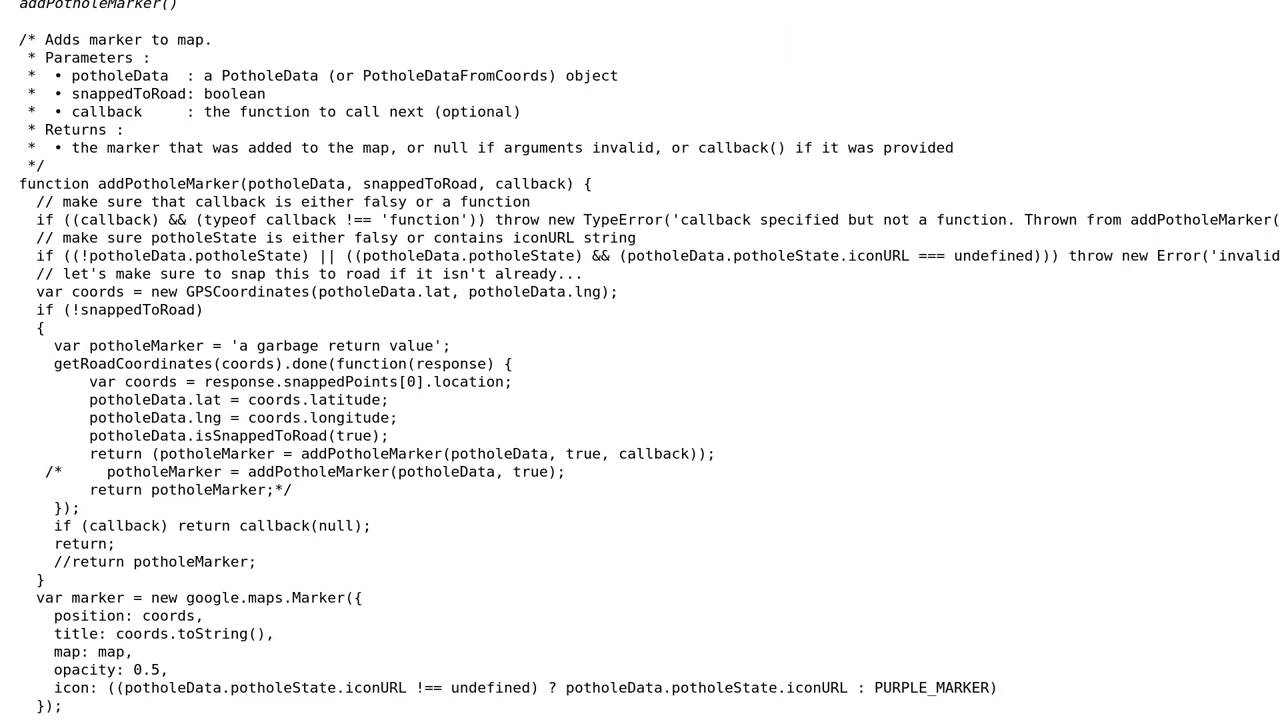 addPotholeMarker()
/* Adds marker to map.
 * Parameters :
 *  • potholeData  : a PotholeData (or PotholeDataFromCoords) object
 *  • snappedToRoad: boolean
 *  • callback     : the function to call next (optional)
 * Returns :
 *  • the marker that was added to the map, or null if arguments invalid, or callback() if it was provided
 */
function addPotholeMarker(potholeData, snappedToRoad, callback) {
  // make sure that callback is either falsy or a function
  if ((callback) && (typeof callback !== 'function')) throw new TypeError('callback specified but not a function. Thrown from addPotholeMarker(
  // make sure potholeState is either falsy or contains iconURL string
  if ((!potholeData.potholeState) || ((potholeData.potholeState) && (potholeData.potholeState.iconURL === undefined))) throw new Error('invalid
  // let's make sure to snap this to road if it isn't already...
  var coords = new GPSCoordinates(potholeData.lat, potholeData.lng);
  if (!snappedToRoad)
  {
    var potholeMarker = 'a garbage return value';
    getRoadCoordinates(coords).done(function(response) {
        var coords = response.snappedPoints[0].location;
        potholeData.lat = coords.latitude;
        potholeData.lng = coords.longitude;
        potholeData.isSnappedToRoad(true);
        return (potholeMarker = addPotholeMarker(potholeData, true, callback));
   /*     potholeMarker = addPotholeMarker(potholeData, true);
        return potholeMarker;*/
    });
    if (callback) return callback(null);
    return;
    //return potholeMarker;
  }
  var marker = new google.maps.Marker({
    position: coords,
    title: coords.toString(),
    map: map,
    opacity: 0.5,
    icon: ((potholeData.potholeState.iconURL !== undefined) ? potholeData.potholeState.iconURL : PURPLE_MARKER)
  });